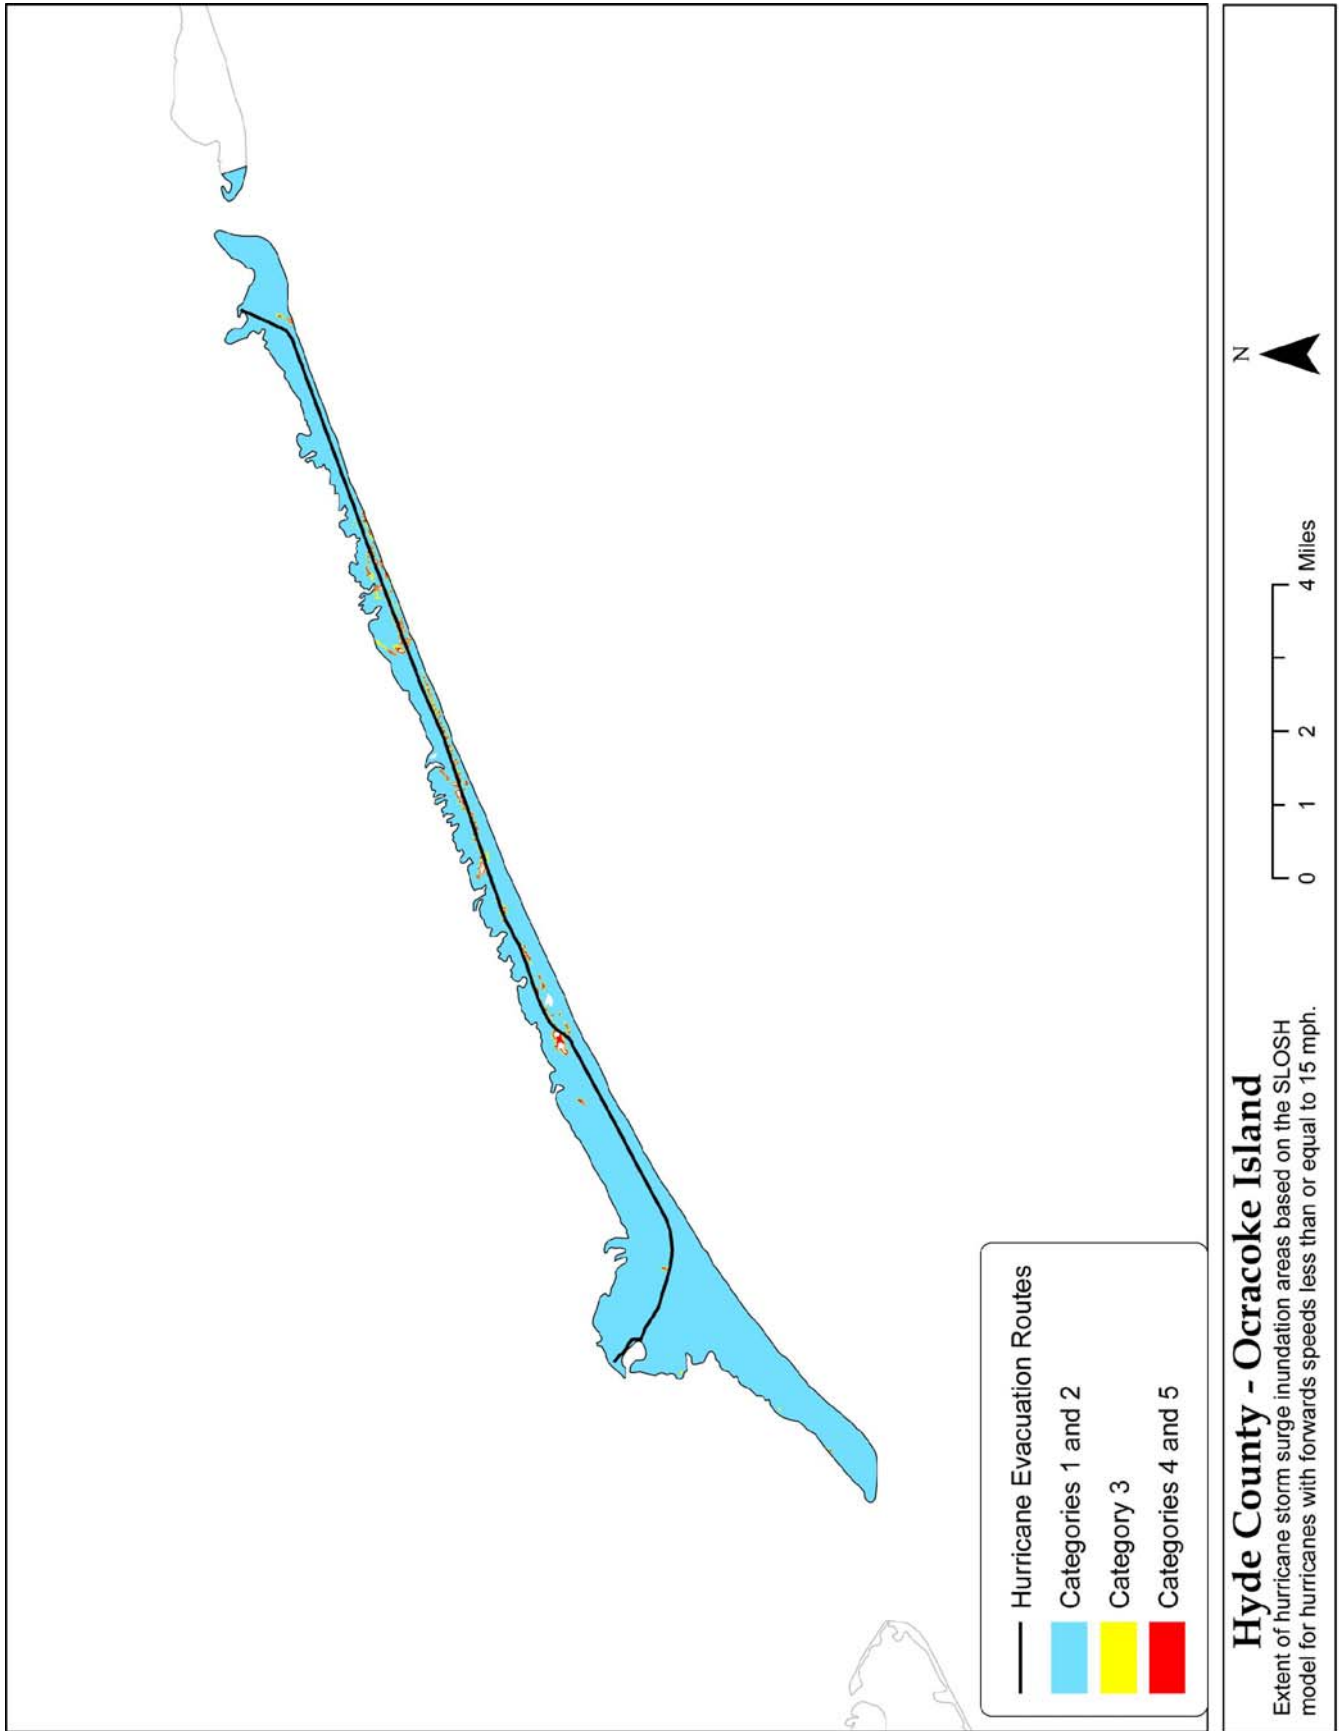 Hurricane Evacuation Routes
Categories 1 and 2
Category 3
Categories 4 and 5
Hyde County - Ocracoke Island
Extent of hurricane storm surge inundation areas based on the SLOSH
model for hurricanes with forwards speeds less than or equal to 15 mph.
0 1 2 4 Miles
N